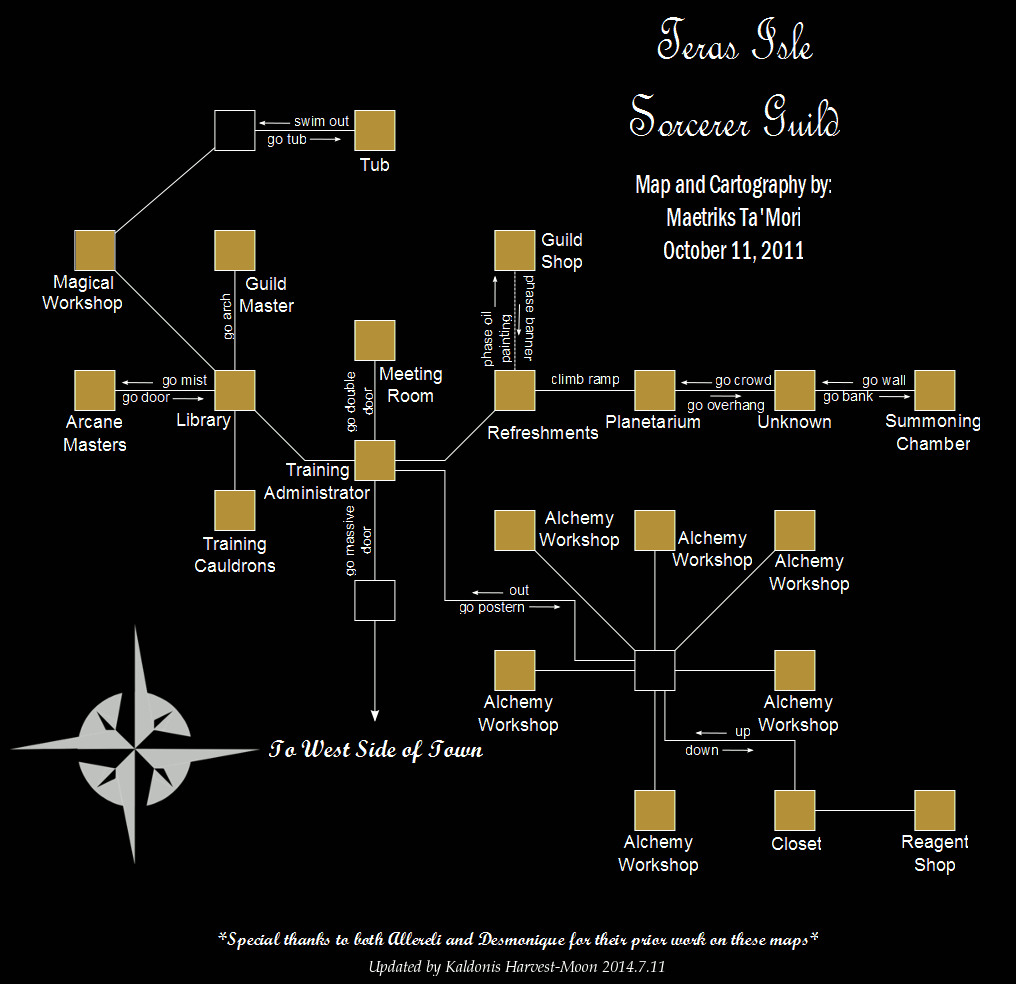 Teras Isle
Sorcerer Guild
Map and Cartography by:
Maetriks Ta'Mori
October 11, 2011
swim out
go tub
Tub
Magical
Workshop
Guild
Master
go arch
Guild
Shop
phase oil
painting
phase banner
Meeting
Room
go double
door
go mist
go door
Arcane
Masters
Library
climb ramp
Refreshments
Planetarium
go crowd
go overhang
Unknown
go wall
go bank
Summoning
Chamber
Training
Administrator
Training
Cauldrons
go massive
door
Alchemy
Workshop
Alchemy
Workshop
Alchemy
Workshop
out
go postern
Alchemy
Workshop
Alchemy
Workshop
up
down
To West Side of Town
Alchemy
Workshop
Closet
Reagent
Shop
*Special thanks to both Allereli and Desmonique for their prior work on these maps*
Updated by Kaldonis Harvest-Moon 2014.7.11